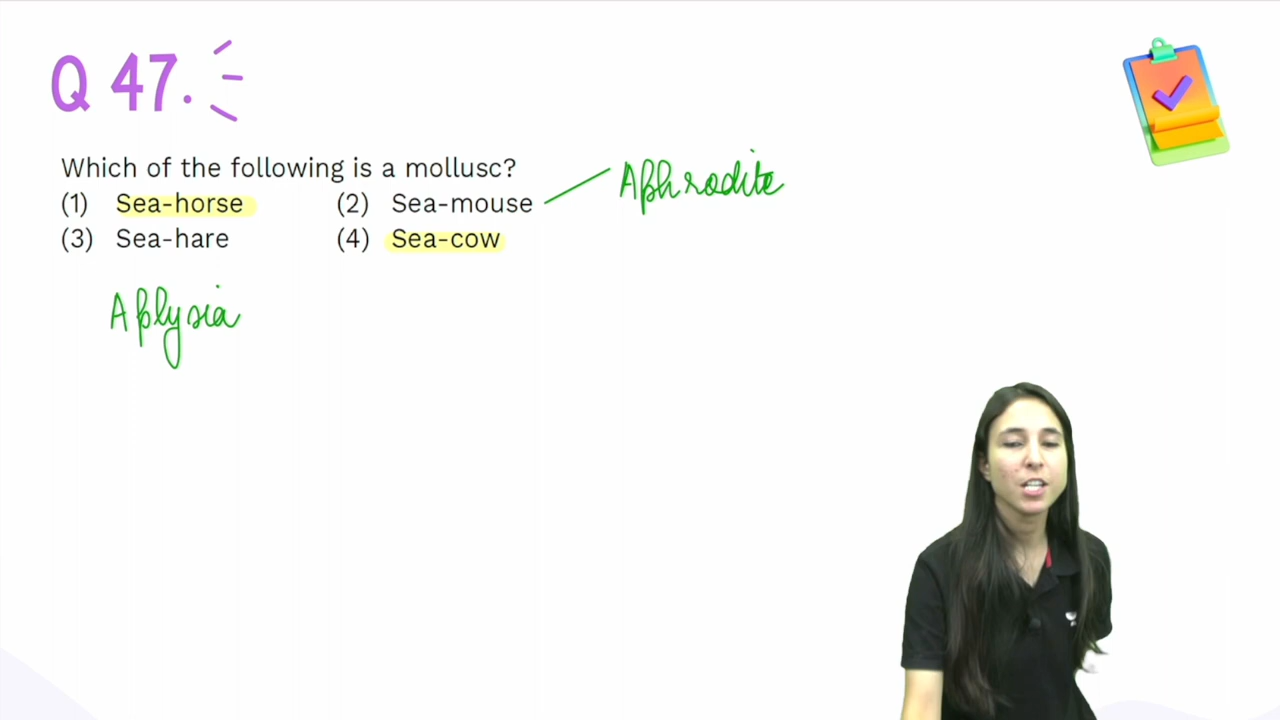 Q 47.
Which of the following is a mollusc?
(1) Sea-horse (2) Sea-mouse
Aphrodite
(3) Sea-hare (4) Sea-cow
Aplysia